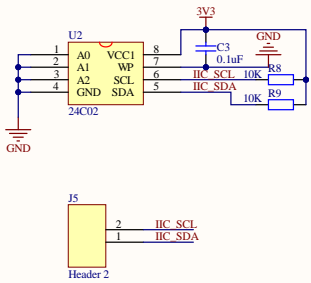 3V3
U2
GND
1 A0 VCC1 8
C3
2 A1 WP 7
0.1uF
3 A2 SCL 6 IIC_SCL 10K R8
4 GND SDA 5 IIC_SDA
10K R9
24C02
GND
J5
2 IIC_SCL
1 IIC_SDA
Header 2